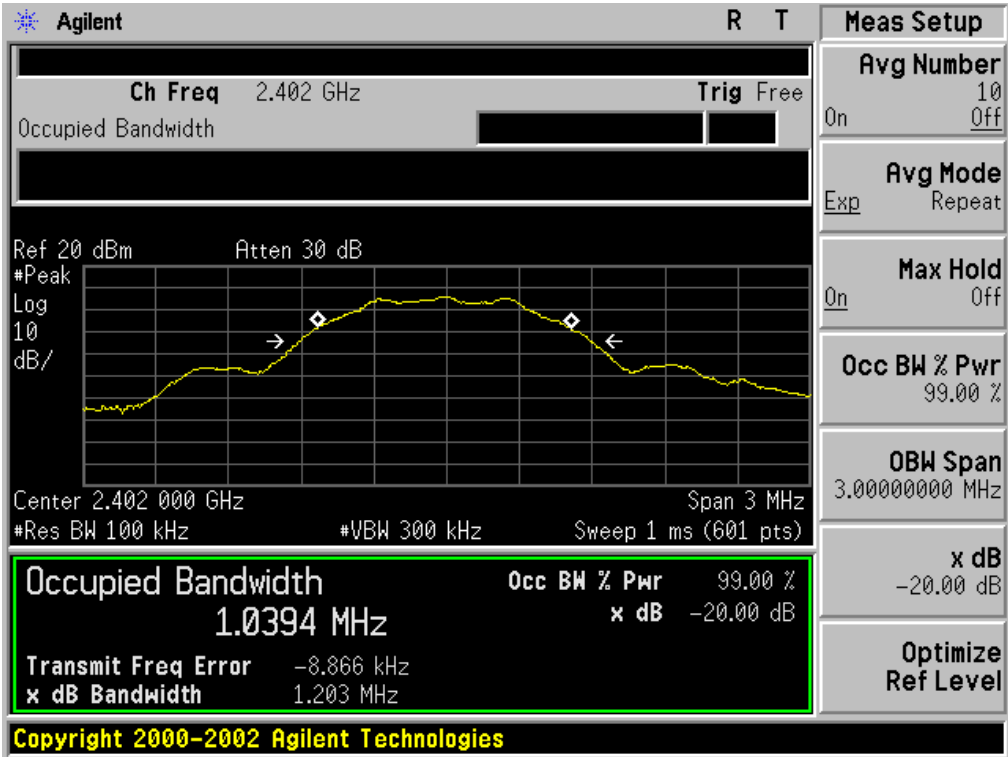 Agilent R T
Ch Freq 2.402 GHz Trig Free
Occupied Bandwidth
Ref 20 dBm Atten 30 dB
#Peak
Log
10
dB/
Center 2.402 000 GHz Span 3 MHz
#Res BW 100 kHz #VBW 300 kHz Sweep 1 ms (601 pts)
Occupied Bandwidth Occ BW % Pwr 99.00 %
1.0394 MHz x dB -20.00 dB
Transmit Freq Error -8.866 kHz
x dB Bandwidth 1.203 MHz
Copyright 2000-2002 Agilent Technologies
Meas Setup
Avg Number
10
On Off
Avg Mode
Exp Repeat
Max Hold
On Off
Occ BW % Pwr
99.00 %
OBW Span
3.00000000 MHz
x dB
-20.00 dB
Optimize
Ref Level